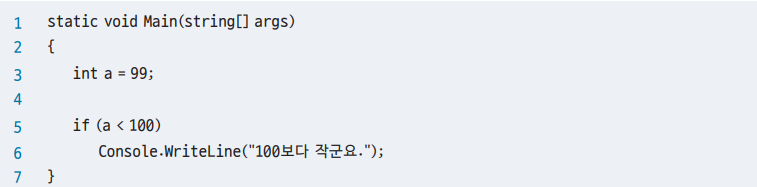 1 static void Main(string[] args)
2 {
3 int a = 99;
4
5 if (a < 100)
6 Console.WriteLine("100보다 작군요.");
7 }